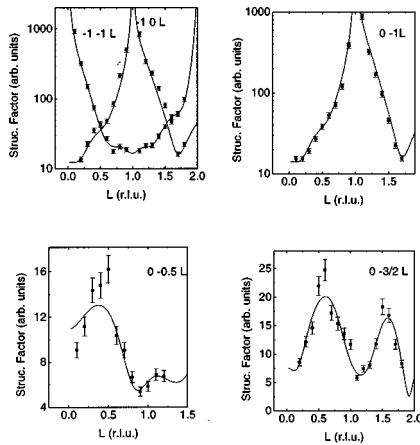 1000
-1 -1 L
-1 0 L
Struc. Factor (arb. units)
100
10
0.0 0.5 1.0 1.5 2.0
L (r.l.u.)
1000
0 -1L
Struc. Factor (arb. units)
100
10
0.0 0.5 1.0 1.5
L (r.l.u.)
0 -0.5 L
16
12
8
4
Struc. Factor (arb. units)
0.0 0.5 1.0 1.5
L (r.l.u.)
0 -3/2 L
25
20
15
10
5
0
Struc. Factor (arb. units)
0.0 0.5 1.0 1.5 2.0
L (r.l.u.)